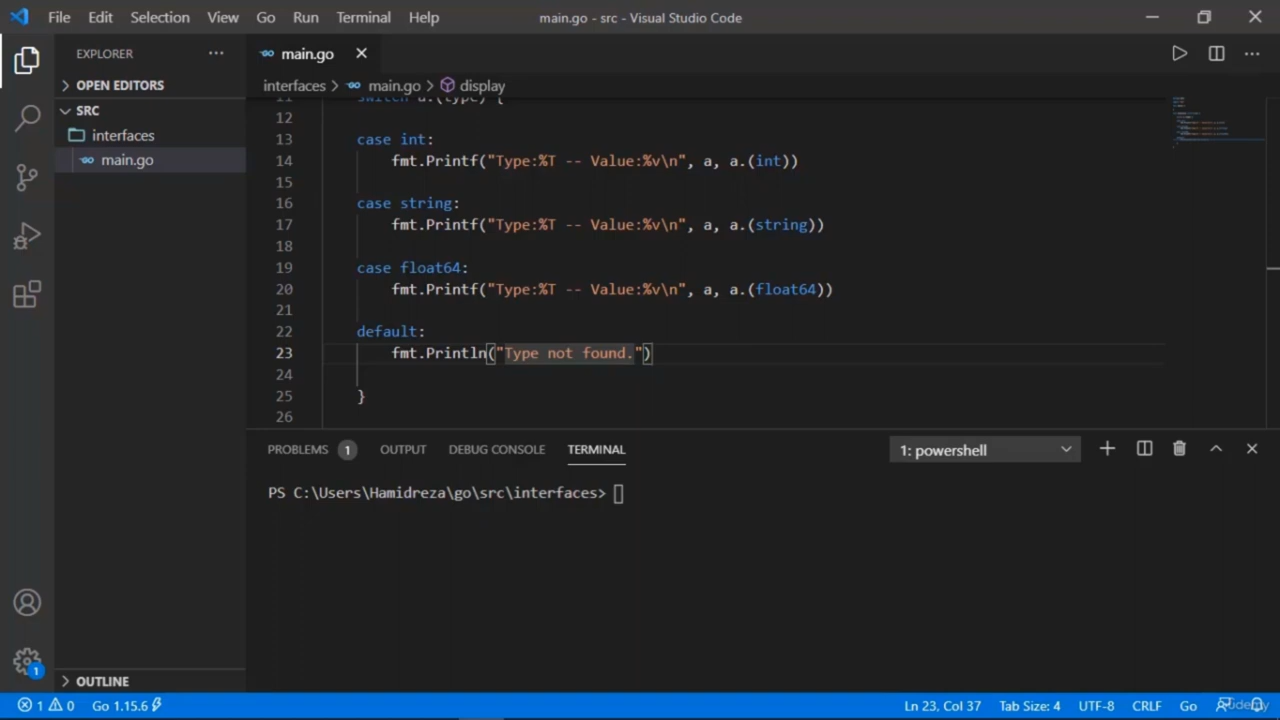 File Edit Selection View Go Run Terminal Help
main.go - src - Visual Studio Code
EXPLORER
OPEN EDITORS
SRC
interfaces
main.go
main.go
interfaces > main.go > display
11 switch a.(type) {
12
13 case int:
14 fmt.Printf("Type:%T -- Value:%v\n", a, a.(int))
15
16 case string:
17 fmt.Printf("Type:%T -- Value:%v\n", a, a.(string))
18
19 case float64:
20 fmt.Printf("Type:%T -- Value:%v\n", a, a.(float64))
21
22 default:
23 fmt.Println("Type not found.")
24
25 }
26
PROBLEMS 1 OUTPUT DEBUG CONSOLE TERMINAL
1: powershell
PS C:\Users\Hamidreza\go\src\interfaces>
1
OUTLINE
1 0 Go 1.15.6
Ln 23, Col 37 Tab Size: 4 UTF-8 CRLF Go
Udemy